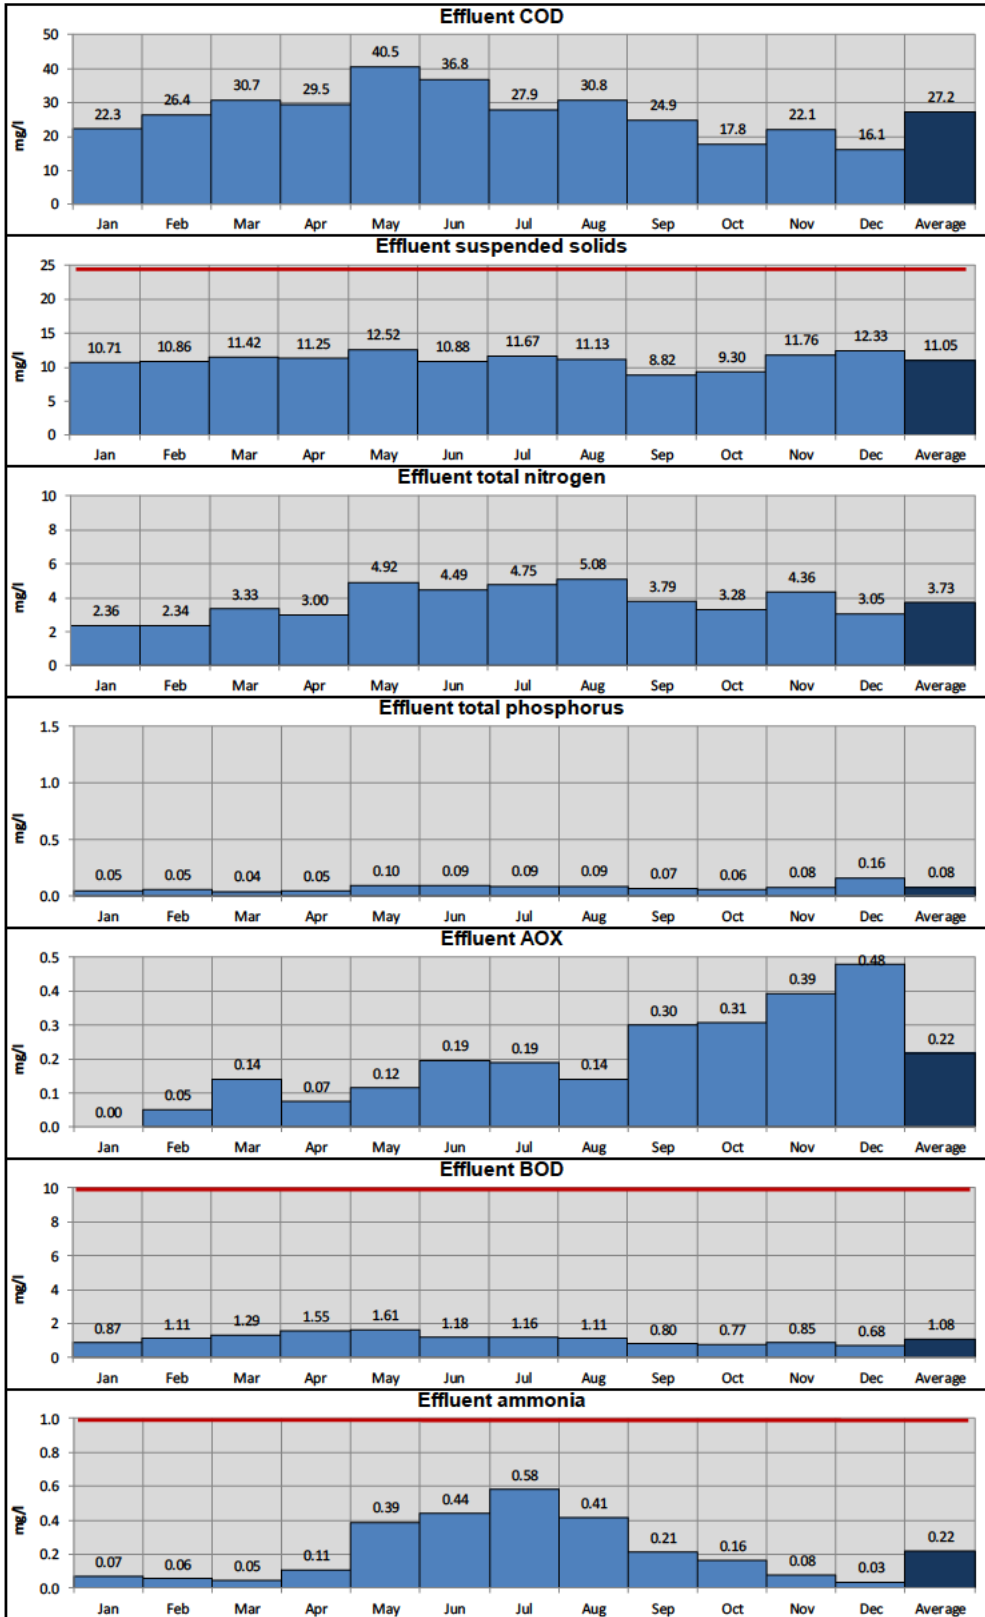 Effluent COD
50
40
30
20
10
0
mg/l
22.3 26.4 30.7 29.5 40.5 36.8 27.9 30.8 24.9 17.8 22.1 16.1 27.2
Jan Feb Mar Apr May Jun Jul Aug Sep Oct Nov Dec Average
Effluent suspended solids
25
20
15
10
5
0
mg/l
10.71 10.86 11.42 11.25 12.52 10.88 11.67 11.13 8.82 9.30 11.76 12.33 11.05
Jan Feb Mar Apr May Jun Jul Aug Sep Oct Nov Dec Average
Effluent total nitrogen
10
8
6
4
2
0
mg/l
2.36 2.34 3.33 3.00 4.92 4.49 4.75 5.08 3.79 3.28 4.36 3.05 3.73
Jan Feb Mar Apr May Jun Jul Aug Sep Oct Nov Dec Average
Effluent total phosphorus
1.5
1.0
0.5
0.0
mg/l
0.05 0.05 0.04 0.05 0.10 0.09 0.09 0.09 0.07 0.06 0.08 0.16 0.08
Jan Feb Mar Apr May Jun Jul Aug Sep Oct Nov Dec Average
Effluent AOX
0.5
0.4
0.3
0.2
0.1
0.0
mg/l
0.00 0.05 0.14 0.07 0.12 0.19 0.19 0.14 0.30 0.31 0.39 0.48 0.22
Jan Feb Mar Apr May Jun Jul Aug Sep Oct Nov Dec Average
Effluent BOD
10
8
6
4
2
0
mg/l
0.87 1.11 1.29 1.55 1.61 1.18 1.16 1.11 0.80 0.77 0.85 0.68 1.08
Jan Feb Mar Apr May Jun Jul Aug Sep Oct Nov Dec Average
Effluent ammonia
1.0
0.8
0.6
0.4
0.2
0.0
mg/l
0.07 0.06 0.05 0.11 0.39 0.44 0.58 0.41 0.21 0.16 0.08 0.03 0.22
Jan Feb Mar Apr May Jun Jul Aug Sep Oct Nov Dec Average